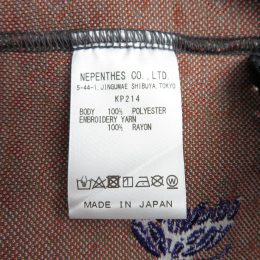 NEPENTHES CO., LTD.
5-44-1, JINGUMAE SHIBUYA, TOKYO
KP214
BODY 100% POLYESTER
EMBROIDERY YARN
100% RAYON
MADE IN JAPAN